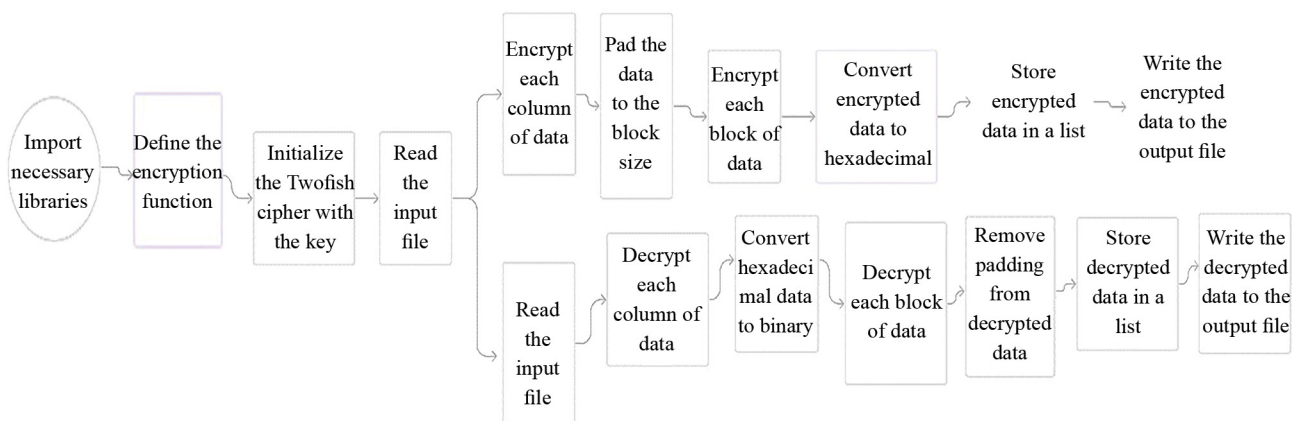 Import
necessary
libraries
Define the
encryption
function
Initialize
the Twofish
cipher with
the key
Read
the
input
file
Encrypt
each
column
of data
Pad the
data
to the
block
size
Encrypt
each
block of
data
Convert
encrypted
data to
hexadecimal
Store
encrypted
data in a list
Write the
encrypted
data to the
output file
Read
the
input
file
Decrypt
each
column of
data
Convert
hexadeci
mal data
to binary
Decrypt
each block
of data
Remove
padding
from
decrypted
data
Store
decrypted
data in a
list
Write the
decrypted
data to the
output file